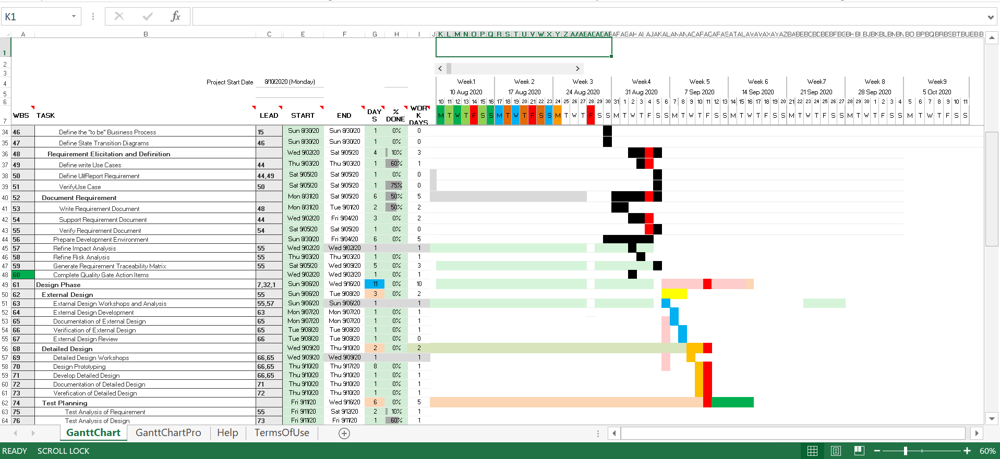 K1
fx
A B C E F G H I J K L M N O P Q R S T U V W X Y Z
1
2
3
4 Project Start Date 8/10/2020 (Monday) Week1 Week 2 Week 3 Week4 Week 5 Week 6 Week7 Week 8 Week9
5 10 Aug 2020 17 Aug 2020 24 Aug 2020 31 Aug 2020 7 Sep 2020 14 Sep 2020 21 Sep 2020 28 Sep 2020 5 Oct 2020
6 10 11 12 13 14 15 16 17 18 19 20 21 22 23 24 25 26 27 28 29 30 31 1 2 3 4 5 6 7 8 9 10 11 12 13 14 15 16 17 18 19 20 21 22 23 24 25 26 27 28 29 30 1 2 3 4 5 6 7 8 9 10 11
7 WBS TASK LEAD START END DAYS % DONE WORK DAYS M T W T F S S M T W T F S S M T W T F S S M T W T F S S M T W T F S S M T W T F S S M T W T F S S M T W T F S S M T W T F S S
34 46 Define the "to be" Business Process 15 Sun 8/30/20 Sun 8/30/20 1 0% 0
35 47 Define State Transition Diagrams 46 Sun 8/30/20 Sun 8/30/20 1 0% 0
36 48 Requirement Elicitation and Definition Wed 9/02/20 Sat 9/05/20 4 10% 3
37 49 Define write Use Cases 44 Thu 9/03/20 Thu 9/03/20 1 60% 1
38 50 Define UI/Report Requirement 44,49 Sat 9/05/20 Sat 9/05/20 1 0% 0
39 51 VerifyUse Case 50 Sat 9/05/20 Sat 9/05/20 1 75% 0
40 52 Document Requirement Mon 8/31/20 Sat 9/05/20 6 50% 5
41 53 Write Requirement Document 48 Mon 8/31/20 Tue 9/01/20 2 50% 2
42 54 Support Requirement Document 44 Wed 9/02/20 Fri 9/04/20 3 0% 2
43 55 Verify Requirement Document 54 Sat 9/05/20 Sat 9/05/20 1 0% 0
44 56 Prepare Development Environment Sun 8/30/20 Fri 9/04/20 6 0% 5
45 57 Refine Impact Analysis 55 Wed 9/02/20 Wed 9/02/20 1 1
46 58 Refine Risk Analysis 55 Thu 9/03/20 Thu 9/03/20 1 0% 1
47 59 Generate Requirement Traceability Matrix 55 Sat 9/05/20 Wed 9/09/20 5 0% 3
48 60 Complete Quality Gate Action Items Wed 9/02/20 Wed 9/02/20 1 0% 1
49 61 Design Phase 7,32,1 Sun 9/06/20 Wed 9/16/20 11 0% 10
50 62 External Design 55 Sun 9/06/20 Tue 9/08/20 3 0% 2
51 63 Extarnal Design Workshops and Analysis 55,57 Sun 9/06/20 Sun 9/06/20 1 1
52 64 External Design Development 63 Mon 9/07/20 Mon 9/07/20 1 0% 1
53 65 Documentation of External Design 65 Mon 9/07/20 Mon 9/07/20 1 0% 1
54 66 Verification of External Design 65 Tue 9/08/20 Tue 9/08/20 1 0% 1
55 67 External Design Review 66 Tue 9/08/20 Tue 9/08/20 1 0% 0
56 68 Detailed Design Wed 9/09/20 Thu 9/10/20 2 0% 2
57 69 Detailed Design Workshops 66,65 Wed 9/09/20 Wed 9/09/20 1 1
58 70 Design Prototyping 66,65 Thu 9/10/20 Thu 9/17/20 8 0% 1
59 71 Develop Detailed Design 66,65 Thu 9/10/20 Thu 9/10/20 1 0% 1
60 72 Documentation of Detailed Design 71 Thu 9/10/20 Thu 9/10/20 1 0% 1
61 73 Verefication of Detailed Design 72 Thu 9/10/20 Thu 9/10/20 1 0% 1
62 74 Test Planning Fri 9/11/20 Wed 9/16/20 6 0% 5
63 75 Test Analysis of Requirement 55 Fri 9/11/20 Sat 9/12/20 2 10% 1
64 76 Test Analysis of Design 73 Fri 9/11/20 Fri 9/11/20 1 60% 1
GanttChart GanttChartPro Help TermsOfUse
READY SCROLL LOCK 60%